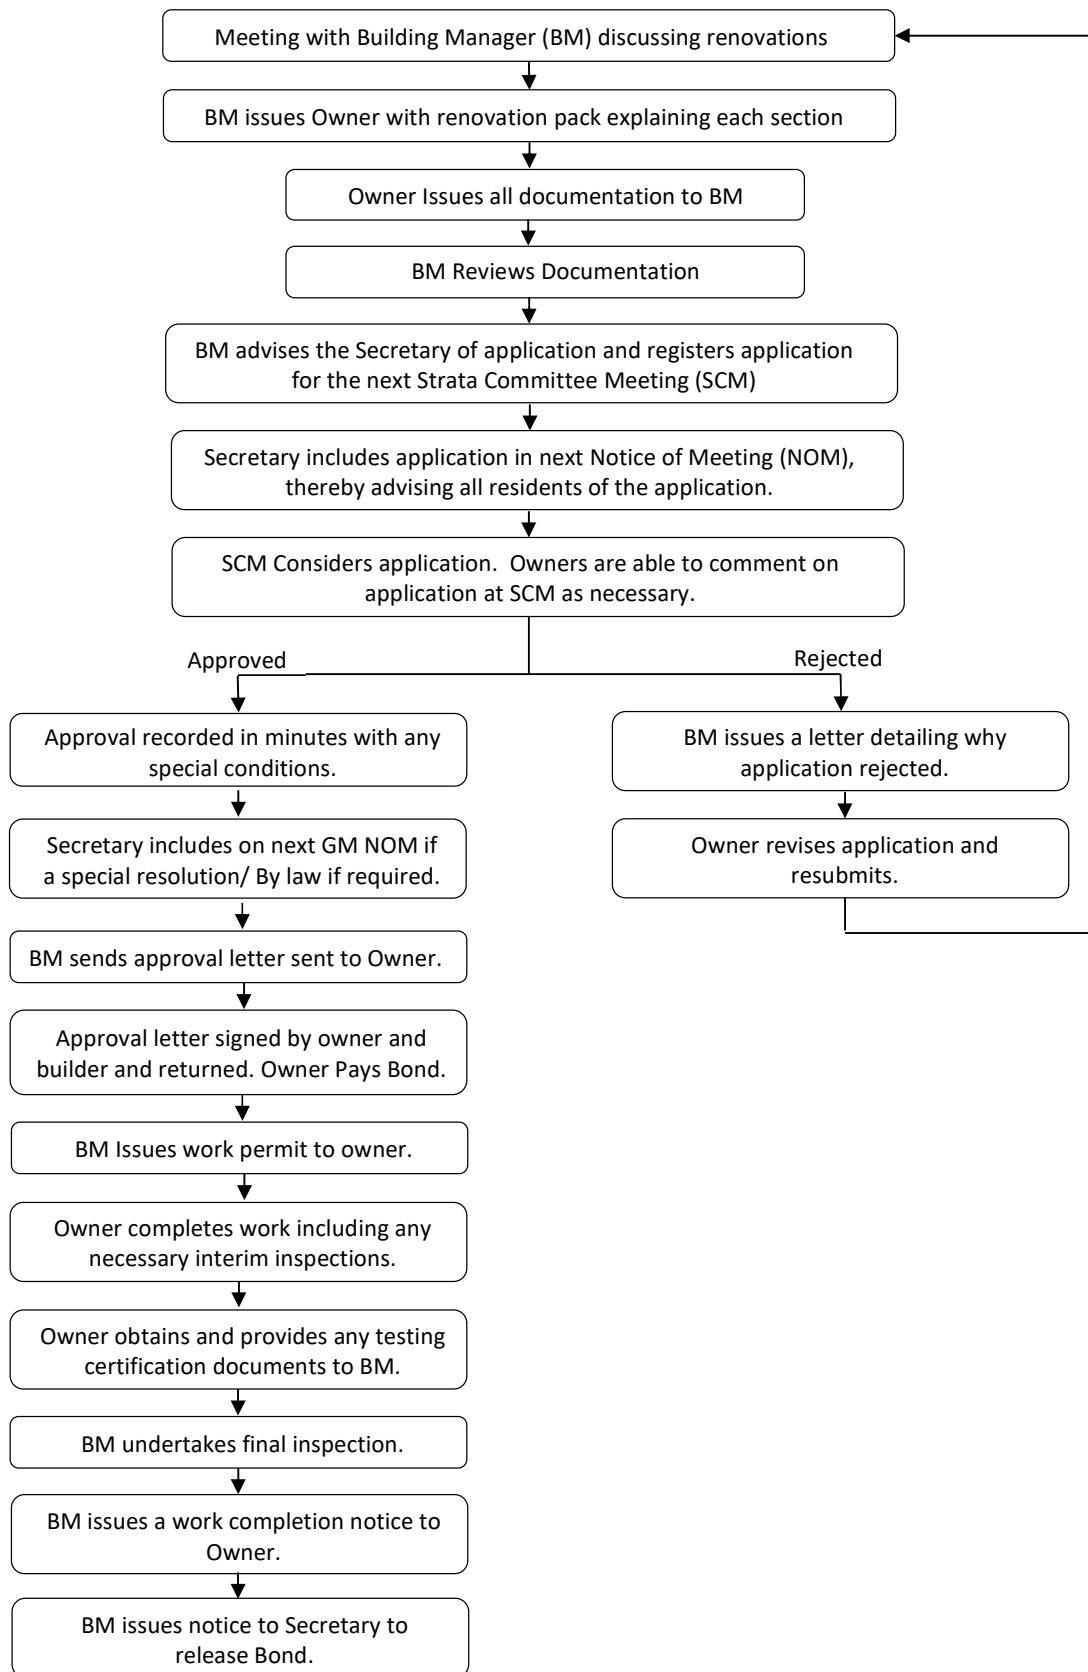 Meeting with Building Manager (BM) discussing renovations
BM issues Owner with renovation pack explaining each section
Owner Issues all documentation to BM
BM Reviews Documentation
BM advises the Secretary of application and registers application
for the next Strata Committee Meeting (SCM)
Secretary includes application in next Notice of Meeting (NOM),
thereby advising all residents of the application.
SCM Considers application.  Owners are able to comment on
application at SCM as necessary.
Approved
Rejected
Approval recorded in minutes with any
special conditions.
Secretary includes on next GM NOM if
a special resolution/ By law if required.
BM sends approval letter sent to Owner.
Approval letter signed by owner and
builder and returned. Owner Pays Bond.
BM Issues work permit to owner.
Owner completes work including any
necessary interim inspections.
Owner obtains and provides any testing
certification documents to BM.
BM undertakes final inspection.
BM issues a work completion notice to
Owner.
BM issues notice to Secretary to
release Bond.
BM issues a letter detailing why
application rejected.
Owner revises application and
resubmits.